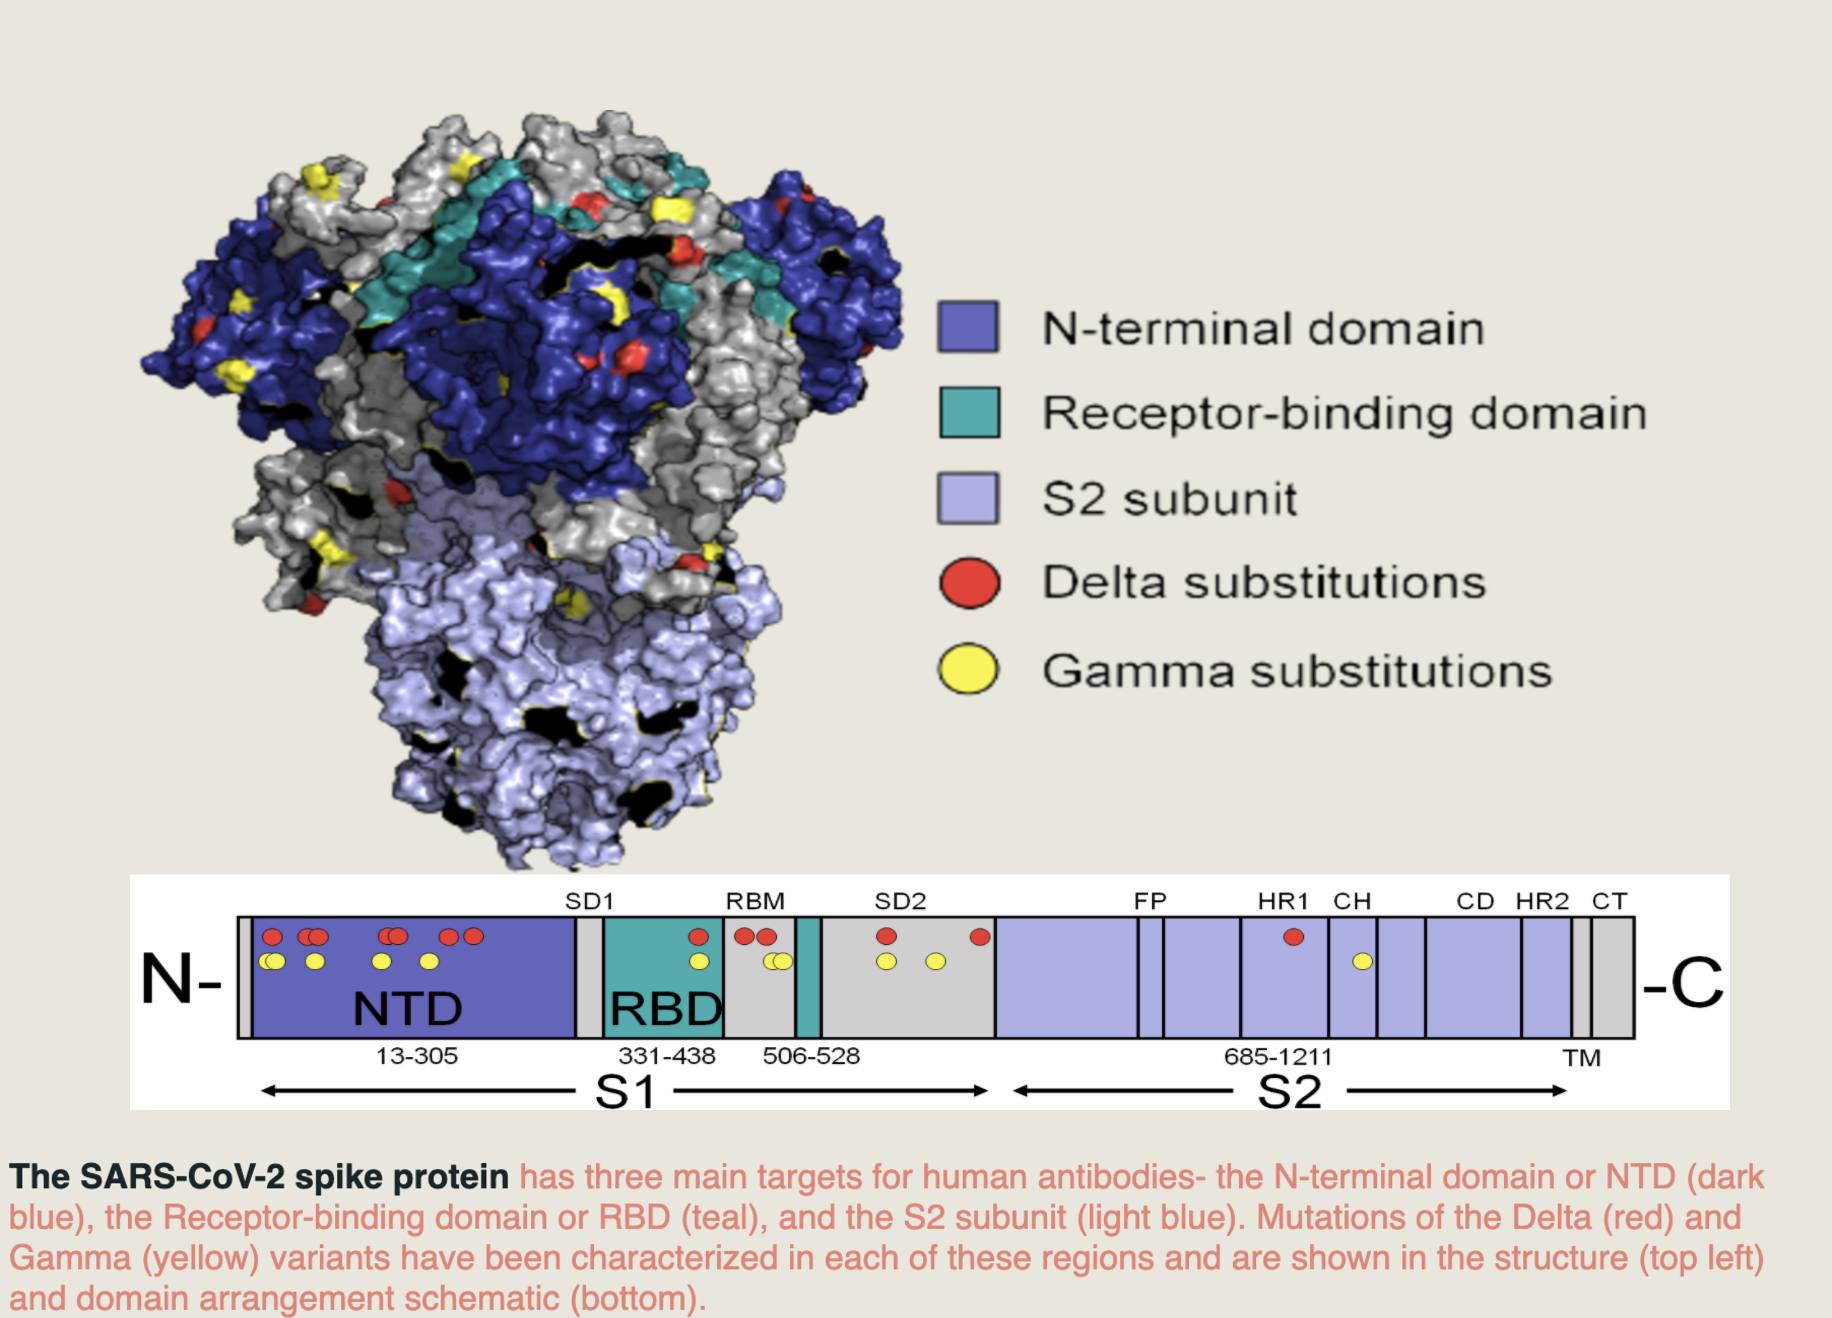 N-terminal domain
Receptor-binding domain
S2 subunit
Delta substitutions
Gamma substitutions
SD1 RBM SD2 FP HR1 CH CD HR2 CT
N- NTD RBD -C
13-305 331-438 506-528 685-1211 TM
S1 S2
The SARS-CoV-2 spike protein has three main targets for human antibodies- the N-terminal domain or NTD (dark
blue), the Receptor-binding domain or RBD (teal), and the S2 subunit (light blue). Mutations of the Delta (red) and
Gamma (yellow) variants have been characterized in each of these regions and are shown in the structure (top left)
and domain arrangement schematic (bottom).